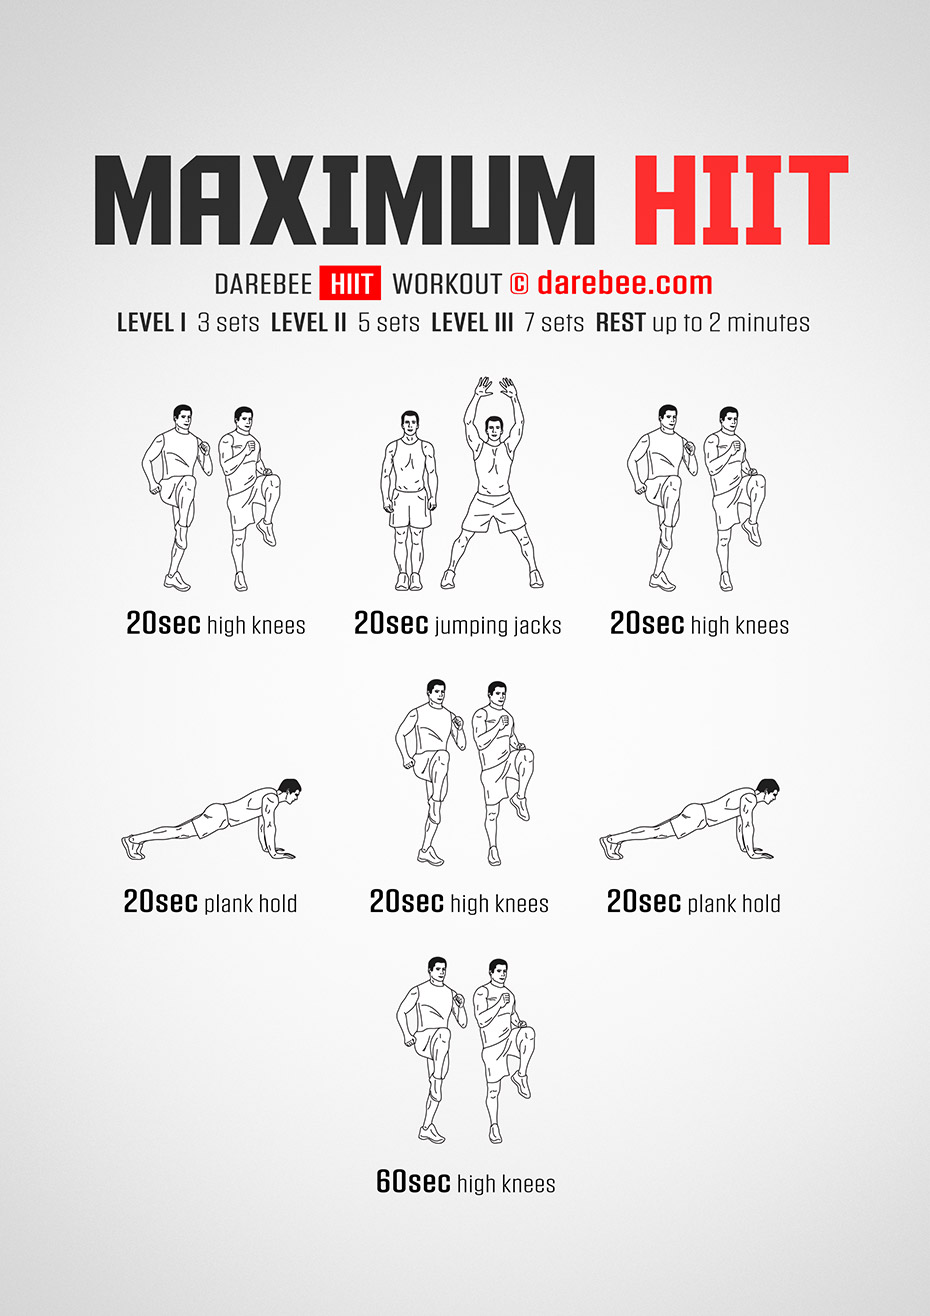 MAXIMUM HIIT
DAREBEE HIIT WORKOUT © darebee.com
LEVEL I 3 sets LEVEL II 5 sets LEVEL III 7 sets REST up to 2 minutes
20sec high knees
20sec jumping jacks
20sec high knees
20sec plank hold
20sec high knees
20sec plank hold
60sec high knees